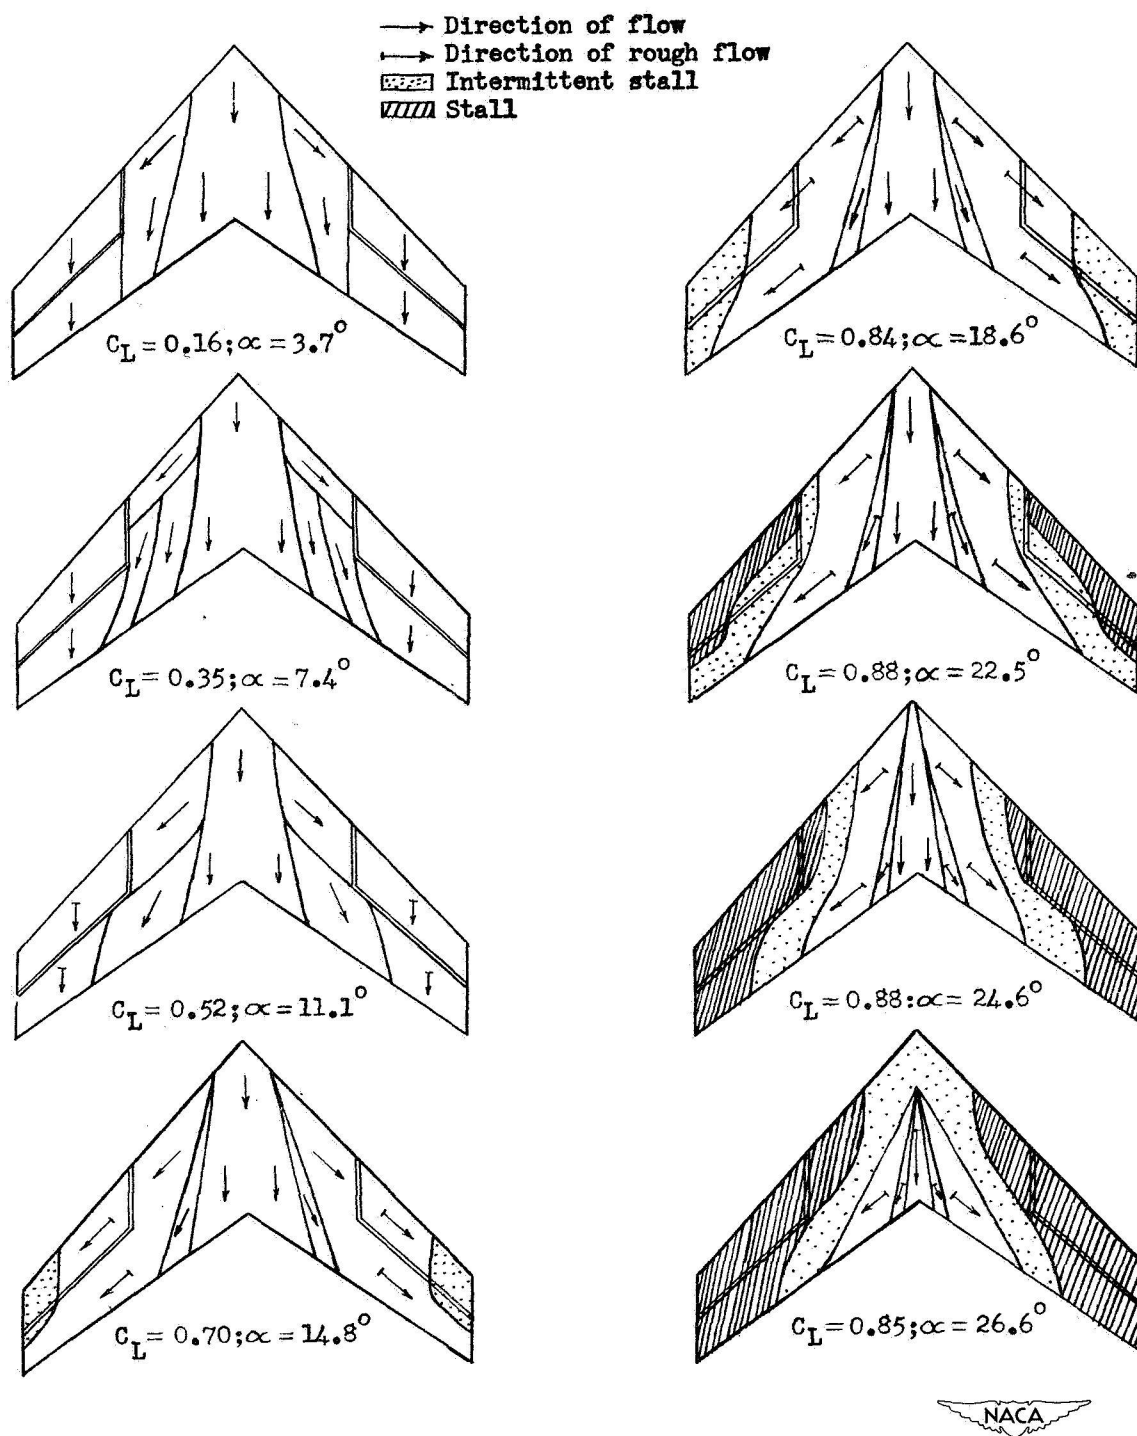 Direction of flow
Direction of rough flow
Intermittent stall
Stall
C_L = 0.16; α = 3.7°
C_L = 0.84; α = 18.6°
C_L = 0.35; α = 7.4°
C_L = 0.88; α = 22.5°
C_L = 0.52; α = 11.1°
C_L = 0.88: α = 24.6°
C_L = 0.70; α = 14.8°
C_L = 0.85; α = 26.6°
NACA